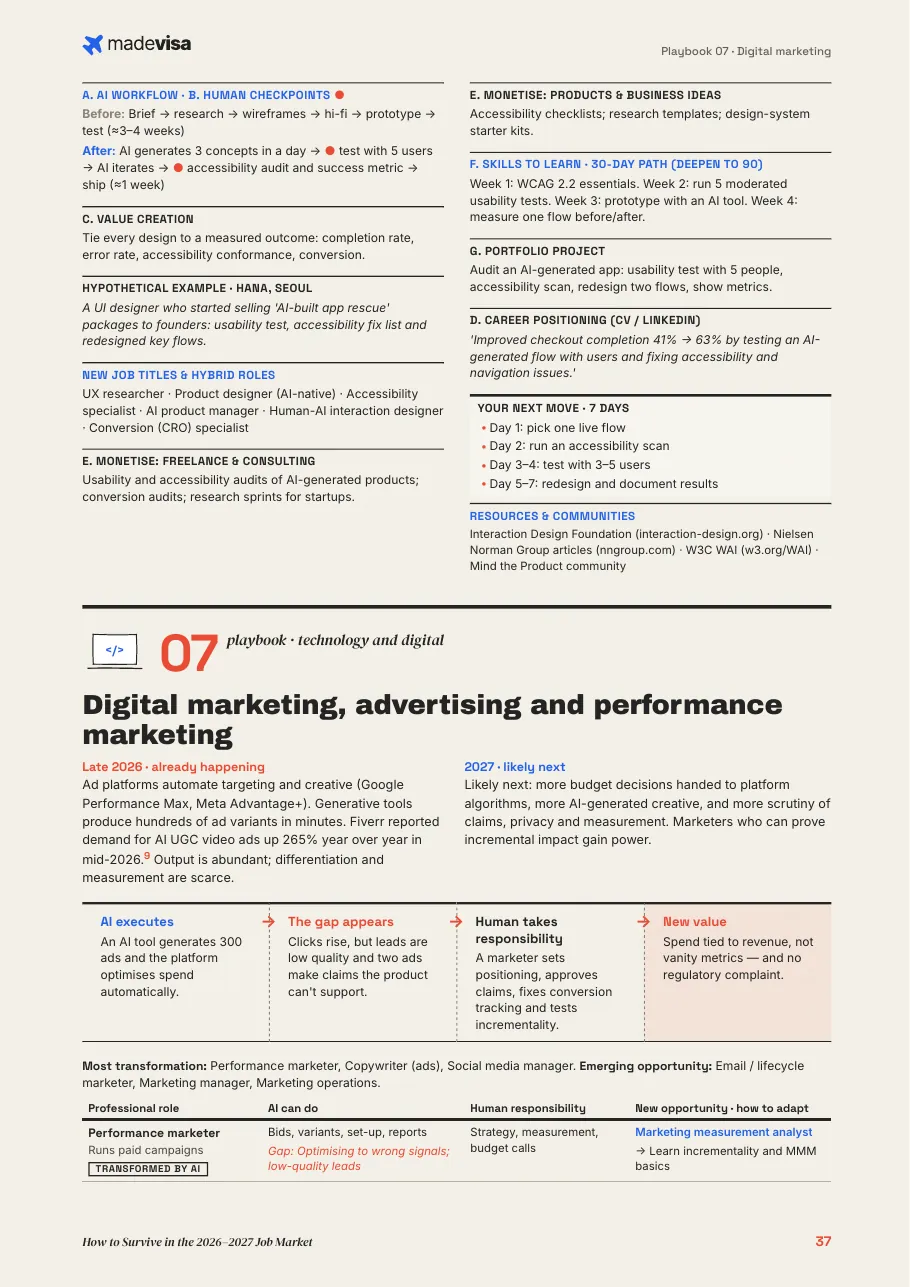 madevisa
Playbook 07 · Digital marketing
A. AI WORKFLOW · B. HUMAN CHECKPOINTS ●
Before: Brief → research → wireframes → hi-fi → prototype →
test (≈3–4 weeks)
After: AI generates 3 concepts in a day → ● test with 5 users
→ AI iterates → ● accessibility audit and success metric →
ship (≈1 week)
C. VALUE CREATION
Tie every design to a measured outcome: completion rate,
error rate, accessibility conformance, conversion.
HYPOTHETICAL EXAMPLE · HANA, SEOUL
A UI designer who started selling 'AI-built app rescue'
packages to founders: usability test, accessibility fix list and
redesigned key flows.
NEW JOB TITLES & HYBRID ROLES
UX researcher · Product designer (AI-native) · Accessibility
specialist · AI product manager · Human-AI interaction designer
· Conversion (CRO) specialist
E. MONETISE: FREELANCE & CONSULTING
Usability and accessibility audits of AI-generated products;
conversion audits; research sprints for startups.
E. MONETISE: PRODUCTS & BUSINESS IDEAS
Accessibility checklists; research templates; design-system
starter kits.
F. SKILLS TO LEARN · 30-DAY PATH (DEEPEN TO 90)
Week 1: WCAG 2.2 essentials. Week 2: run 5 moderated
usability tests. Week 3: prototype with an AI tool. Week 4:
measure one flow before/after.
G. PORTFOLIO PROJECT
Audit an AI-generated app: usability test with 5 people,
accessibility scan, redesign two flows, show metrics.
D. CAREER POSITIONING (CV / LINKEDIN)
'Improved checkout completion 41% → 63% by testing an AI-
generated flow with users and fixing accessibility and
navigation issues.'
YOUR NEXT MOVE · 7 DAYS
• Day 1: pick one live flow
• Day 2: run an accessibility scan
• Day 3–4: test with 3–5 users
• Day 5–7: redesign and document results
RESOURCES & COMMUNITIES
Interaction Design Foundation (interaction-design.org) · Nielsen
Norman Group articles (nngroup.com) · W3C WAI (w3.org/WAI) ·
Mind the Product community
</>
07 playbook · technology and digital
Digital marketing, advertising and performance
marketing
Late 2026 · already happening
Ad platforms automate targeting and creative (Google
Performance Max, Meta Advantage+). Generative tools
produce hundreds of ad variants in minutes. Fiverr reported
demand for AI UGC video ads up 265% year over year in
mid-2026.9 Output is abundant; differentiation and
measurement are scarce.
2027 · likely next
Likely next: more budget decisions handed to platform
algorithms, more AI-generated creative, and more scrutiny of
claims, privacy and measurement. Marketers who can prove
incremental impact gain power.
AI executes
An AI tool generates 300
ads and the platform
optimises spend
automatically.
→ The gap appears
Clicks rise, but leads are
low quality and two ads
make claims the product
can't support.
→ Human takes
responsibility
A marketer sets
positioning, approves
claims, fixes conversion
tracking and tests
incrementality.
→ New value
Spend tied to revenue, not
vanity metrics — and no
regulatory complaint.
Most transformation: Performance marketer, Copywriter (ads), Social media manager. Emerging opportunity: Email / lifecycle
marketer, Marketing manager, Marketing operations.
Professional role
AI can do
Human responsibility
New opportunity · how to adapt
Performance marketer
Runs paid campaigns
TRANSFORMED BY AI
Bids, variants, set-up, reports
Gap: Optimising to wrong signals;
low-quality leads
Strategy, measurement,
budget calls
Marketing measurement analyst
→ Learn incrementality and MMM
basics
How to Survive in the 2026–2027 Job Market
37